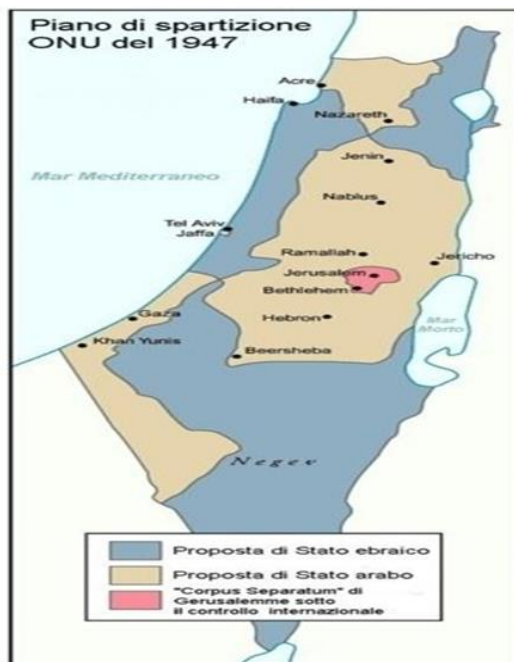 Piano di spartizione
ONU del 1947
Acre
Haifa
Nazareth
Mar Mediterraneo
Jenin
Nablus
Tel Aviv
Jaffa
Ramallah
Jericho
Jerusalem
Bethlehem
Gaza
Hebron
Mar
Morto
Khan Yunis
Beersheba
Negev
Proposta di Stato ebraico
Proposta di Stato arabo
"Corpus Separatum" di
Gerusalemme sotto
il controllo internazionale